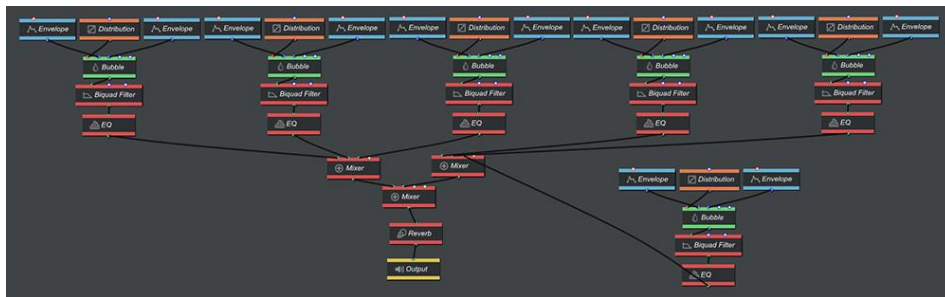 Envelope Distribution Envelope Envelope Distribution Envelope Envelope Distribution Envelope Envelope Distribution Envelope Envelope Distribution Envelope
Bubble Bubble Bubble Bubble Bubble
Biquad Filter Biquad Filter Biquad Filter Biquad Filter Biquad Filter
EQ EQ EQ EQ EQ
Mixer Mixer
Envelope Distribution Envelope
Mixer
Bubble
Reverb
Biquad Filter
Output
EQ